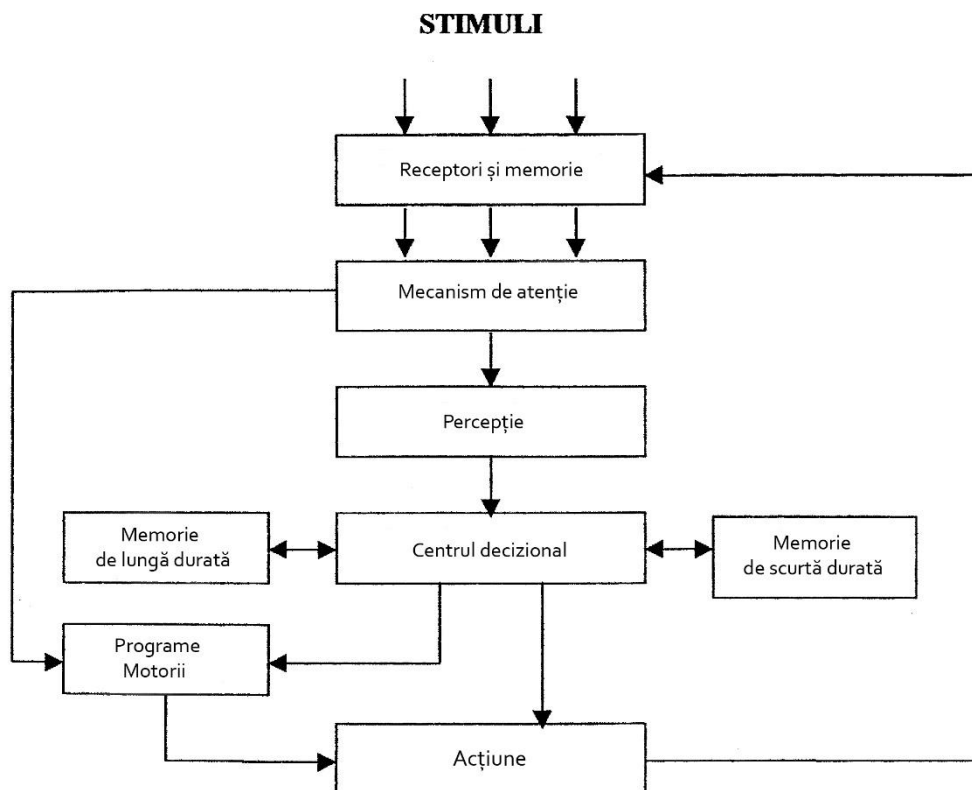 STIMULI
Receptori și memorie
Mecanism de atenție
Percepție
Memorie
de lungă durată
Centrul decizional
Memorie
de scurtă durată
Programe
Motorii
Acțiune